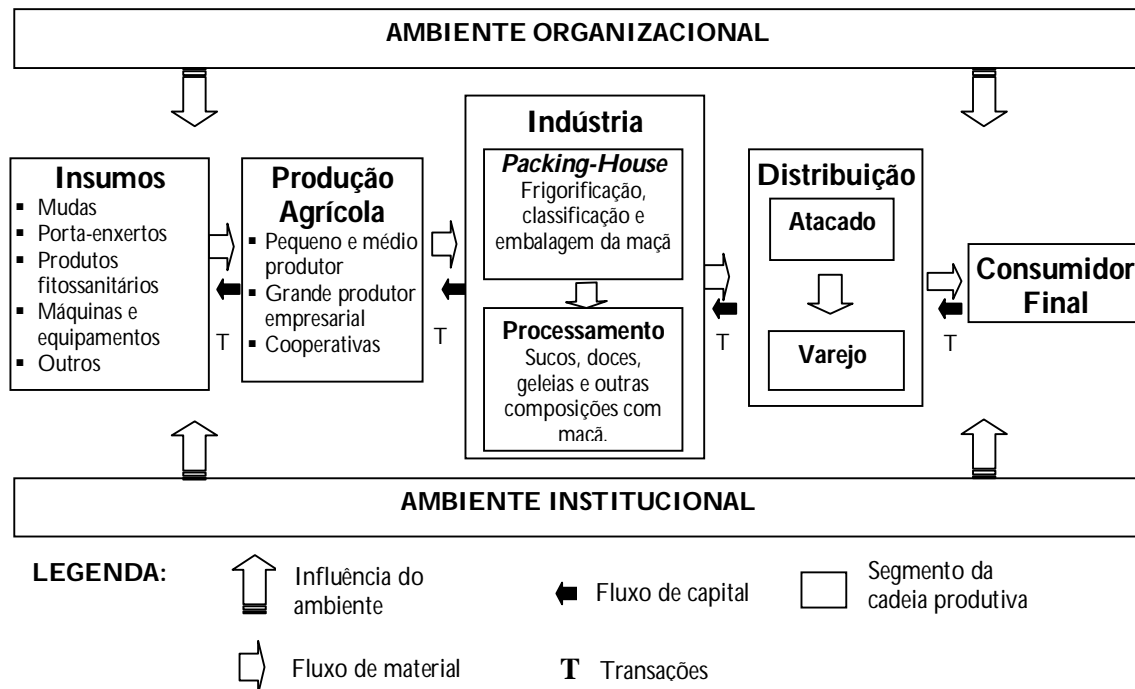 AMBIENTE ORGANIZACIONAL
Insumos
▪ Mudas
▪ Porta-enxertos
▪ Produtos
fitossanitários
▪ Máquinas e
equipamentos
▪ Outros
T
Produção
Agrícola
▪ Pequeno e médio
produtor
▪ Grande produtor
empresarial
▪ Cooperativas
T
Indústria
Packing-House
Frigorificação,
classificação e
embalagem da maçã
Processamento
Sucos, doces,
geleias e outras
composições com
maçã.
T
Distribuição
Atacado
Varejo
T
Consumidor
Final
AMBIENTE INSTITUCIONAL
LEGENDA:
Influência do
ambiente
Fluxo de capital
Segmento da
cadeia produtiva
Fluxo de material
T Transações